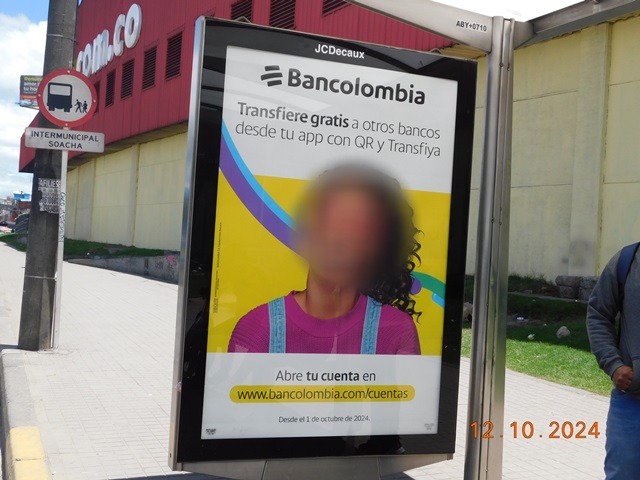 ABY+0710
com.co
JCDecaux
Bancolombia
Transfiere gratis a otros bancos
desde tu app con QR y Transfiya
INTERMUNICIPAL
SOACHA
Abre tu cuenta en
www.bancolombia.com/cuentas
Desde el 1 de octubre de 2024.
12.10.2024